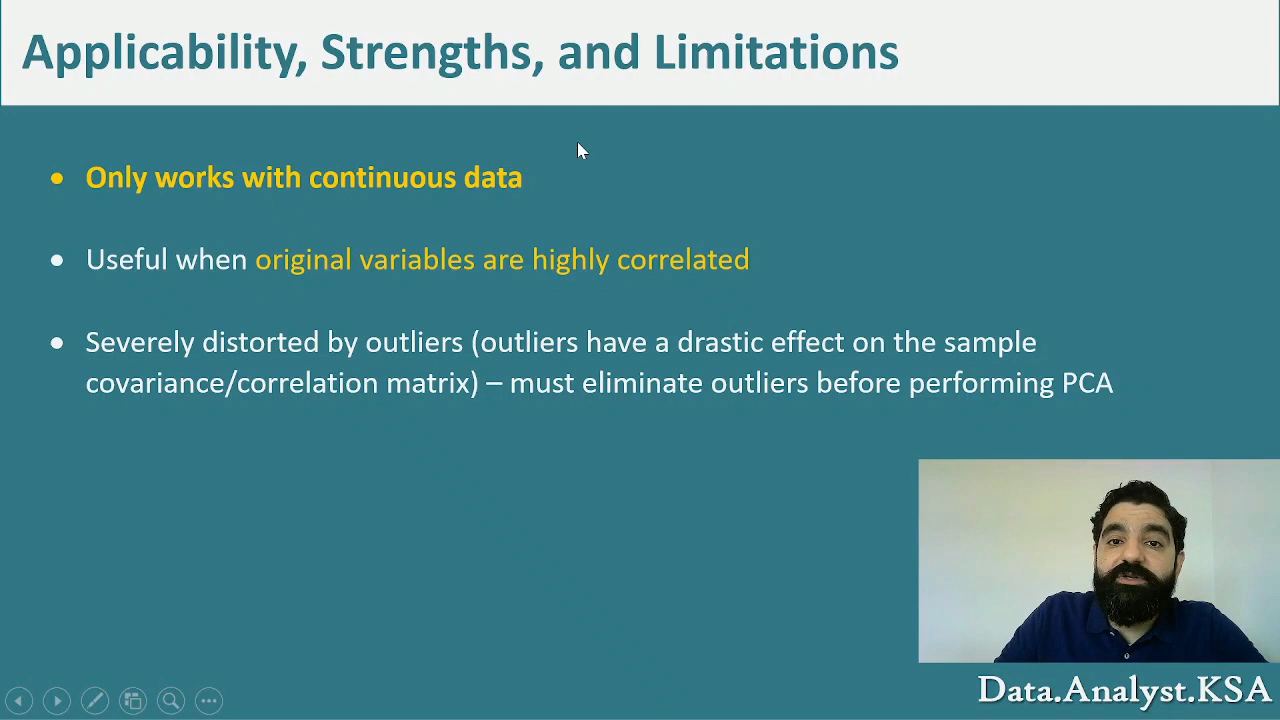 Applicability, Strengths, and Limitations
• Only works with continuous data
• Useful when original variables are highly correlated
• Severely distorted by outliers (outliers have a drastic effect on the sample
covariance/correlation matrix) – must eliminate outliers before performing PCA
Data.Analyst.KSA